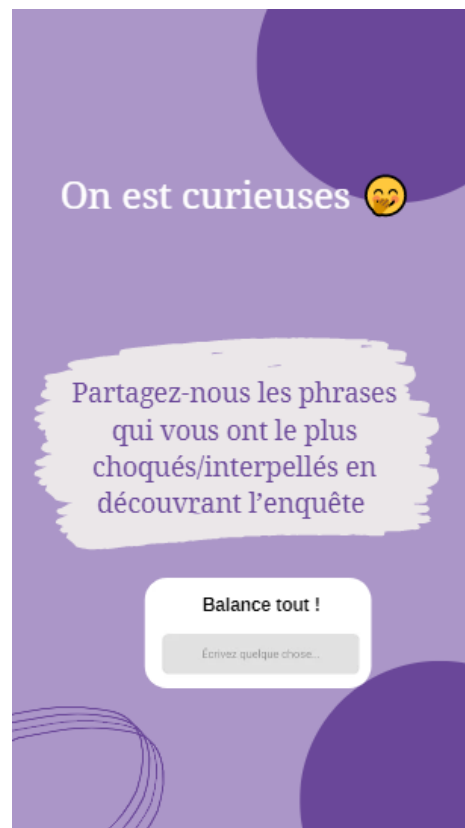 On est curieuses 🤭
Partagez-nous les phrases
qui vous ont le plus
choqués/interpellés en
découvrant l’enquête
Balance tout !
Écrivez quelque chose...